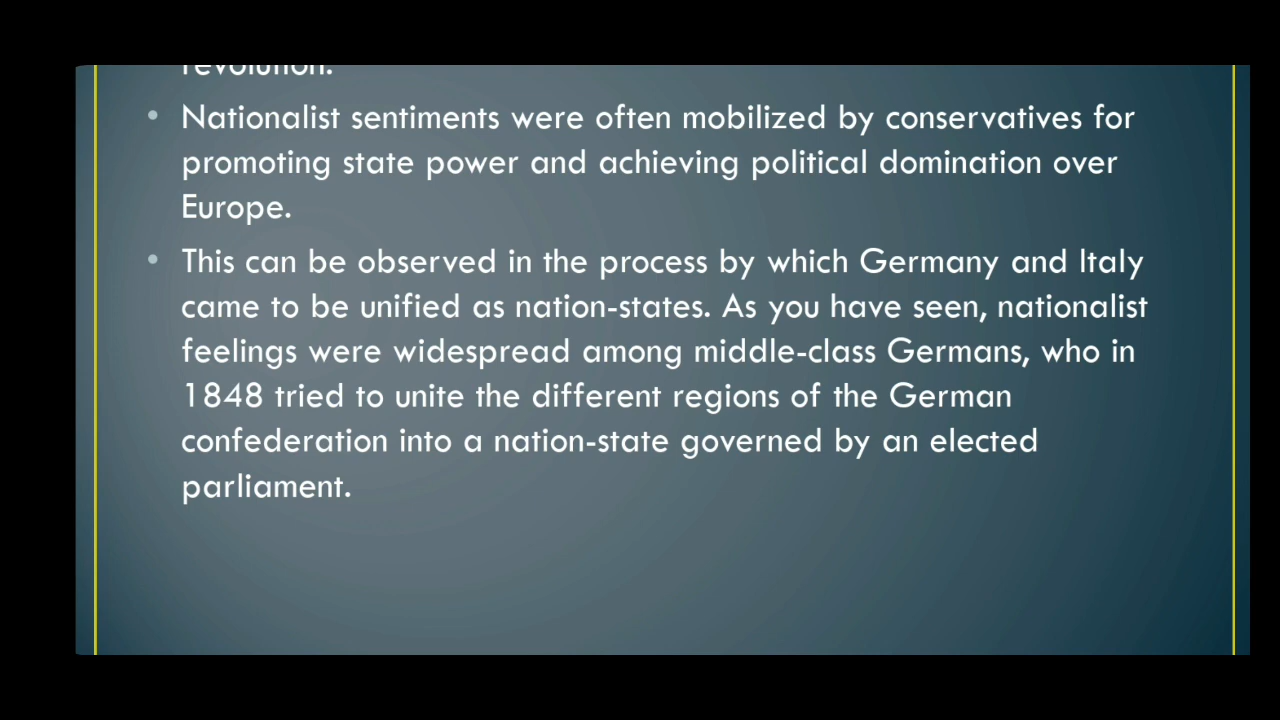 revolution.
• Nationalist sentiments were often mobilized by conservatives for
promoting state power and achieving political domination over
Europe.
• This can be observed in the process by which Germany and Italy
came to be unified as nation-states. As you have seen, nationalist
feelings were widespread among middle-class Germans, who in
1848 tried to unite the different regions of the German
confederation into a nation-state governed by an elected
parliament.